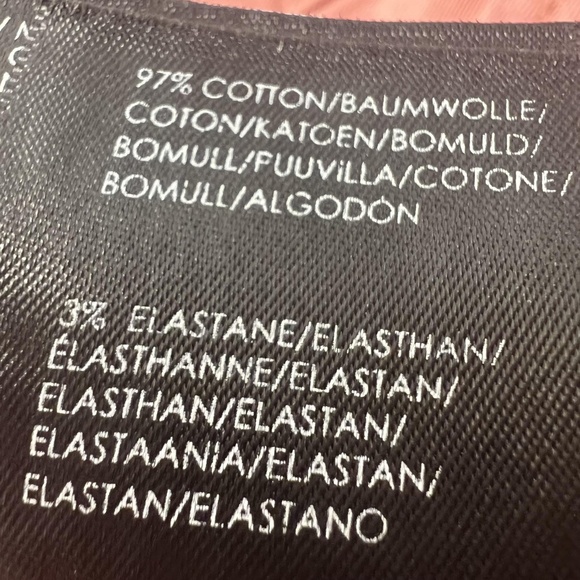 97% COTTON/BAUMWOLLE/
COTON/KATOEN/BOMULD/
BOMULL/PUUVILLA/COTONE/
BOMULL/ALGODÓN
3% ELASTANE/ELASTHAN/
ÉLASTHANNE/ELASTAN/
ELASTHAN/ELASTAN/
ELASTAANIA/ELASTAN/
ELASTAN/ELASTANO